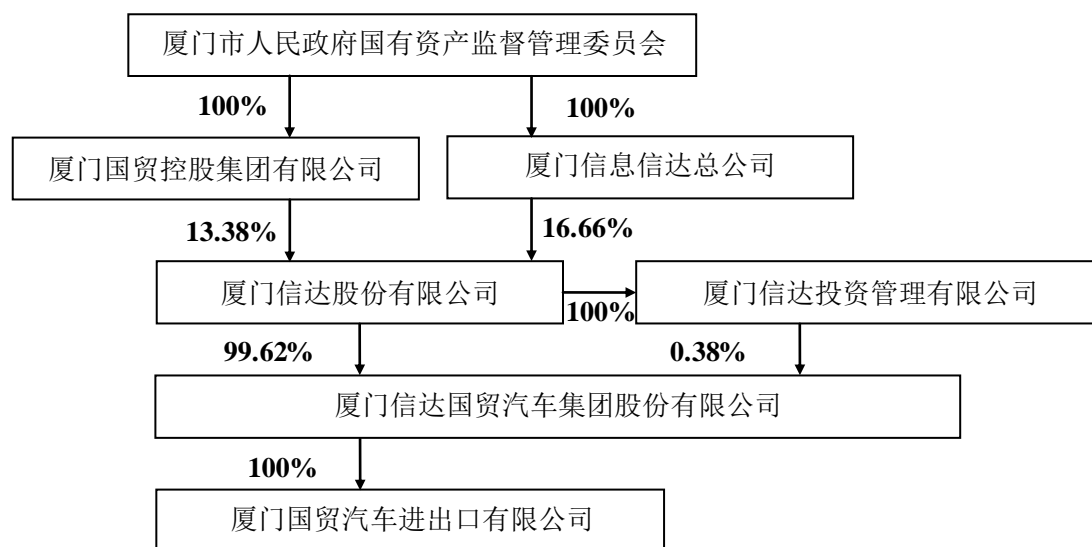 厦门市人民政府国有资产监督管理委员会
100%
100%
厦门国贸控股集团有限公司
厦门信息信达总公司
13.38%
16.66%
厦门信达股份有限公司
100%
厦门信达投资管理有限公司
99.62%
0.38%
厦门信达国贸汽车集团股份有限公司
100%
厦门国贸汽车进出口有限公司